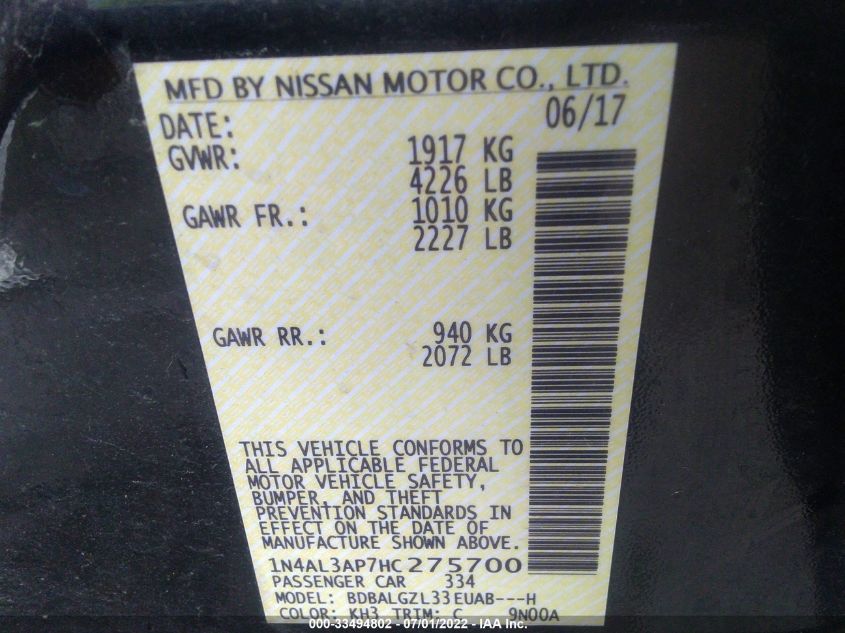 MFD BY NISSAN MOTOR CO., LTD.
DATE: 06/17
GVWR: 1917 KG
4226 LB
GAWR FR.: 1010 KG
2227 LB
GAWR RR.: 940 KG
2072 LB
THIS VEHICLE CONFORMS TO
ALL APPLICABLE FEDERAL
MOTOR VEHICLE SAFETY,
BUMPER, AND THEFT
PREVENTION STANDARDS IN
EFFECT ON THE DATE OF
MANUFACTURE SHOWN ABOVE.
1N4AL3AP7HC275700
PASSENGER CAR 334
MODEL: BDBALGZL33EUAB---H
COLOR: KH3 TRIM: C 9N00A
000-33494802 - 07/01/2022 - IAA Inc.